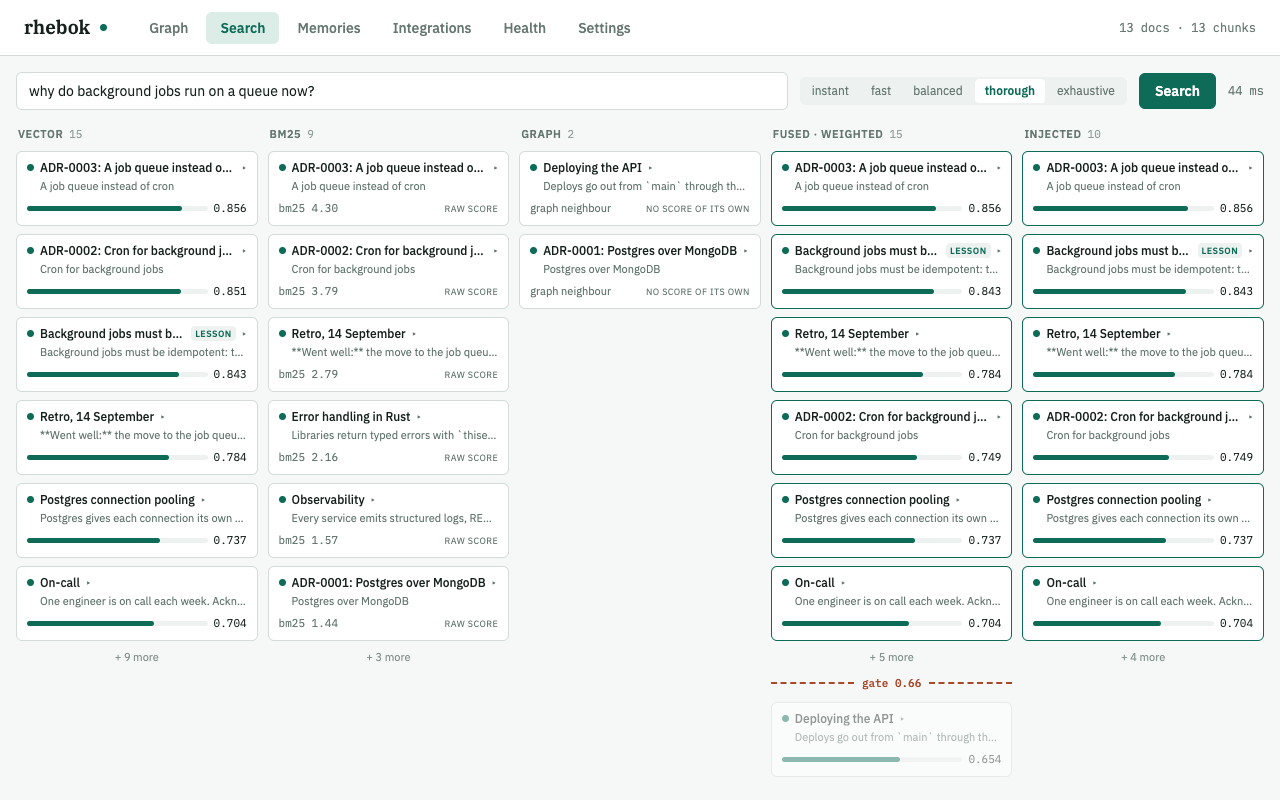 rhebok
Graph
Search
Memories
Integrations
Health
Settings
13 docs · 13 chunks
why do background jobs run on a queue now?
instant
fast
balanced
thorough
exhaustive
Search
44 ms
VECTOR 15
ADR-0003: A job queue instead o...
A job queue instead of cron
0.856
ADR-0002: Cron for background j...
Cron for background jobs
0.851
Background jobs must b... LESSON
Background jobs must be idempotent: t...
0.843
Retro, 14 September
**Went well:** the move to the job queu...
0.784
Postgres connection pooling
Postgres gives each connection its own ...
0.737
On-call
One engineer is on call each week. Ackn...
0.704
+ 9 more
BM25 9
ADR-0003: A job queue instead o...
A job queue instead of cron
bm25 4.30 RAW SCORE
ADR-0002: Cron for background j...
Cron for background jobs
bm25 3.79 RAW SCORE
Retro, 14 September
**Went well:** the move to the job queu...
bm25 2.79 RAW SCORE
Error handling in Rust
Libraries return typed errors with `thise...
bm25 2.16 RAW SCORE
Observability
Every service emits structured logs, RE...
bm25 1.57 RAW SCORE
ADR-0001: Postgres over MongoDB
Postgres over MongoDB
bm25 1.44 RAW SCORE
+ 3 more
GRAPH 2
Deploying the API
Deploys go out from `main` through th...
graph neighbour NO SCORE OF ITS OWN
ADR-0001: Postgres over MongoDB
Postgres over MongoDB
graph neighbour NO SCORE OF ITS OWN
FUSED · WEIGHTED 15
ADR-0003: A job queue instead o...
A job queue instead of cron
0.856
Background jobs must b... LESSON
Background jobs must be idempotent: t...
0.843
Retro, 14 September
**Went well:** the move to the job queu...
0.784
ADR-0002: Cron for background j...
Cron for background jobs
0.749
Postgres connection pooling
Postgres gives each connection its own ...
0.737
On-call
One engineer is on call each week. Ackn...
0.704
+ 5 more
gate 0.66
Deploying the API
Deploys go out from `main` through th...
0.654
INJECTED 10
ADR-0003: A job queue instead o...
A job queue instead of cron
0.856
Background jobs must b... LESSON
Background jobs must be idempotent: t...
0.843
Retro, 14 September
**Went well:** the move to the job queu...
0.784
ADR-0002: Cron for background j...
Cron for background jobs
0.749
Postgres connection pooling
Postgres gives each connection its own ...
0.737
On-call
One engineer is on call each week. Ackn...
0.704
+ 4 more